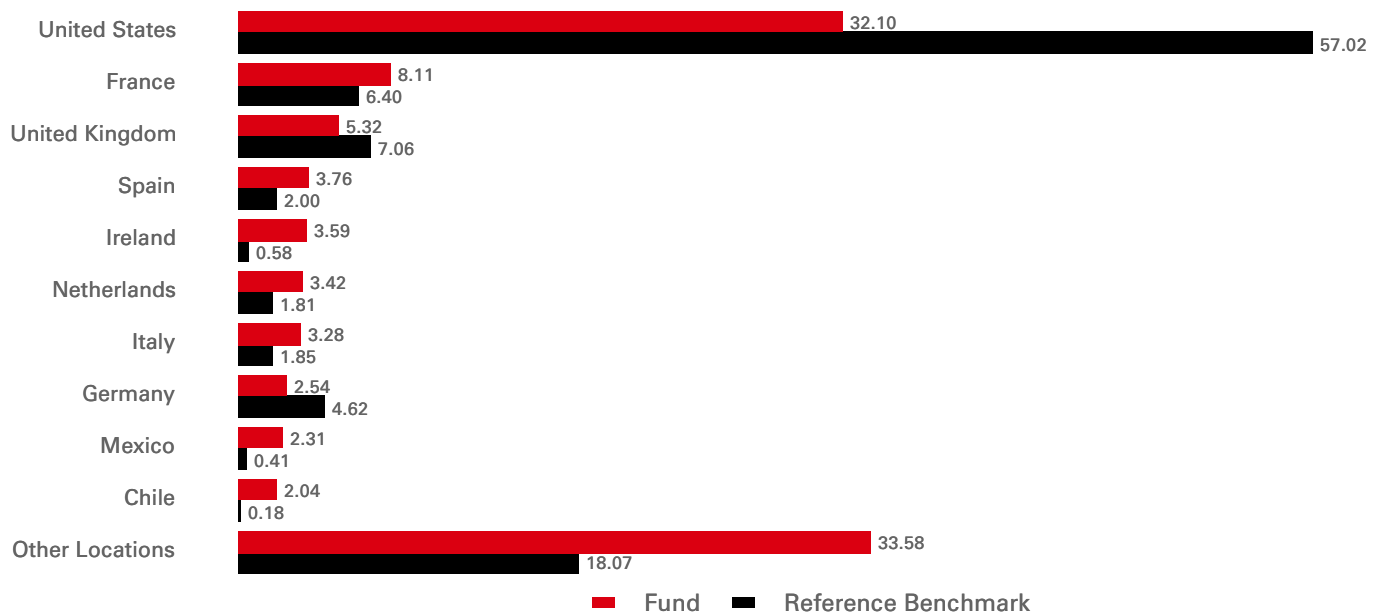 United States
32.10
57.02
France
8.11
6.40
United Kingdom
5.32
7.06
Spain
3.76
2.00
Ireland
3.59
0.58
Netherlands
3.42
1.81
Italy
3.28
1.85
Germany
2.54
4.62
Mexico
2.31
0.41
Chile
2.04
0.18
Other Locations
33.58
18.07
Fund Reference Benchmark